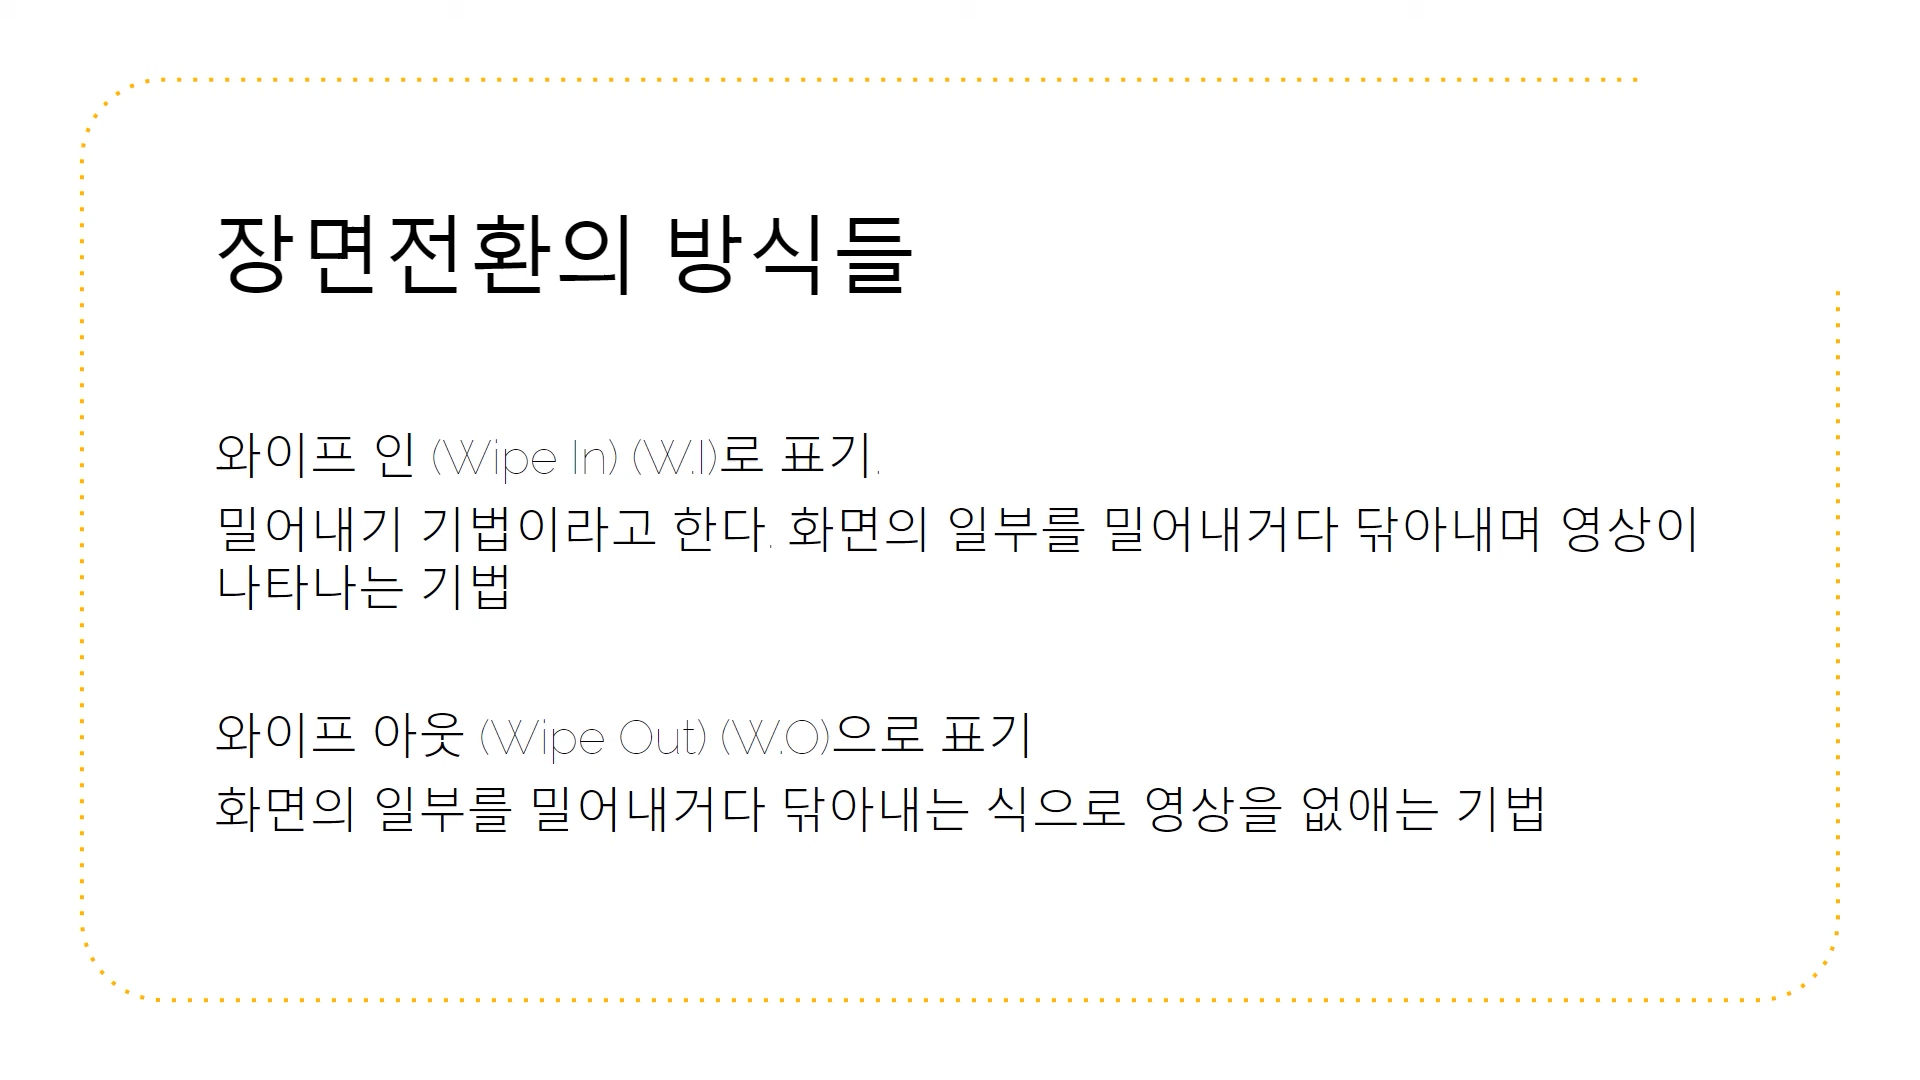 장면전환의 방식들
와이프 인 (Wipe In) (W.I)로 표기.
밀어내기 기법이라고 한다. 화면의 일부를 밀어내거다 닦아내며 영상이
나타나는 기법
와이프 아웃 (Wipe Out) (W.O)으로 표기
화면의 일부를 밀어내거다 닦아내는 식으로 영상을 없애는 기법